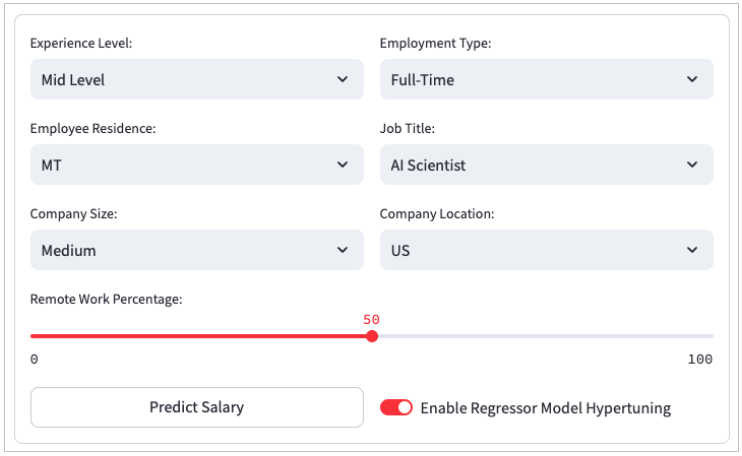 Experience Level:
Employment Type:
Mid Level
Full-Time
Employee Residence:
Job Title:
MT
AI Scientist
Company Size:
Company Location:
Medium
US
Remote Work Percentage:
50
0
100
Predict Salary
Enable Regressor Model Hypertuning